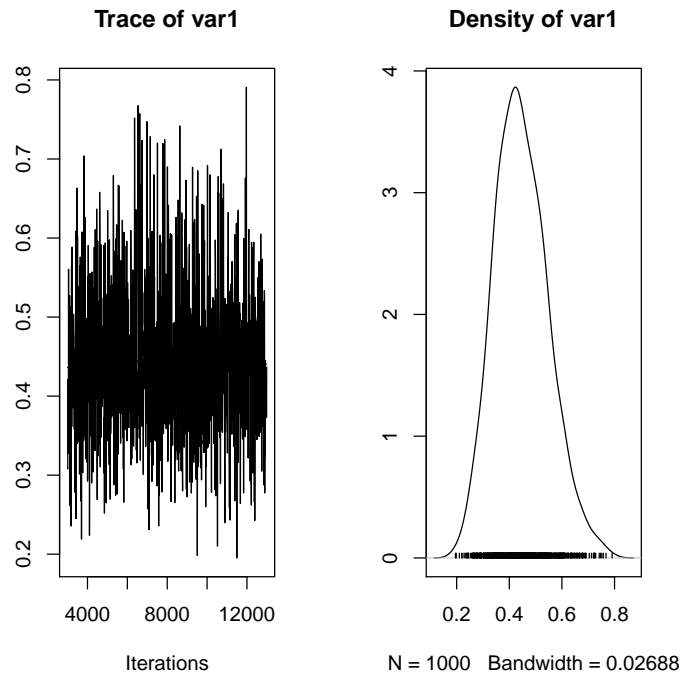 Trace of var1
0.8
0.7
0.6
0.5
0.4
0.3
0.2
4000 8000 12000
Iterations
Density of var1
4
3
2
1
0
0.2 0.4 0.6 0.8
N = 1000 Bandwidth = 0.02688